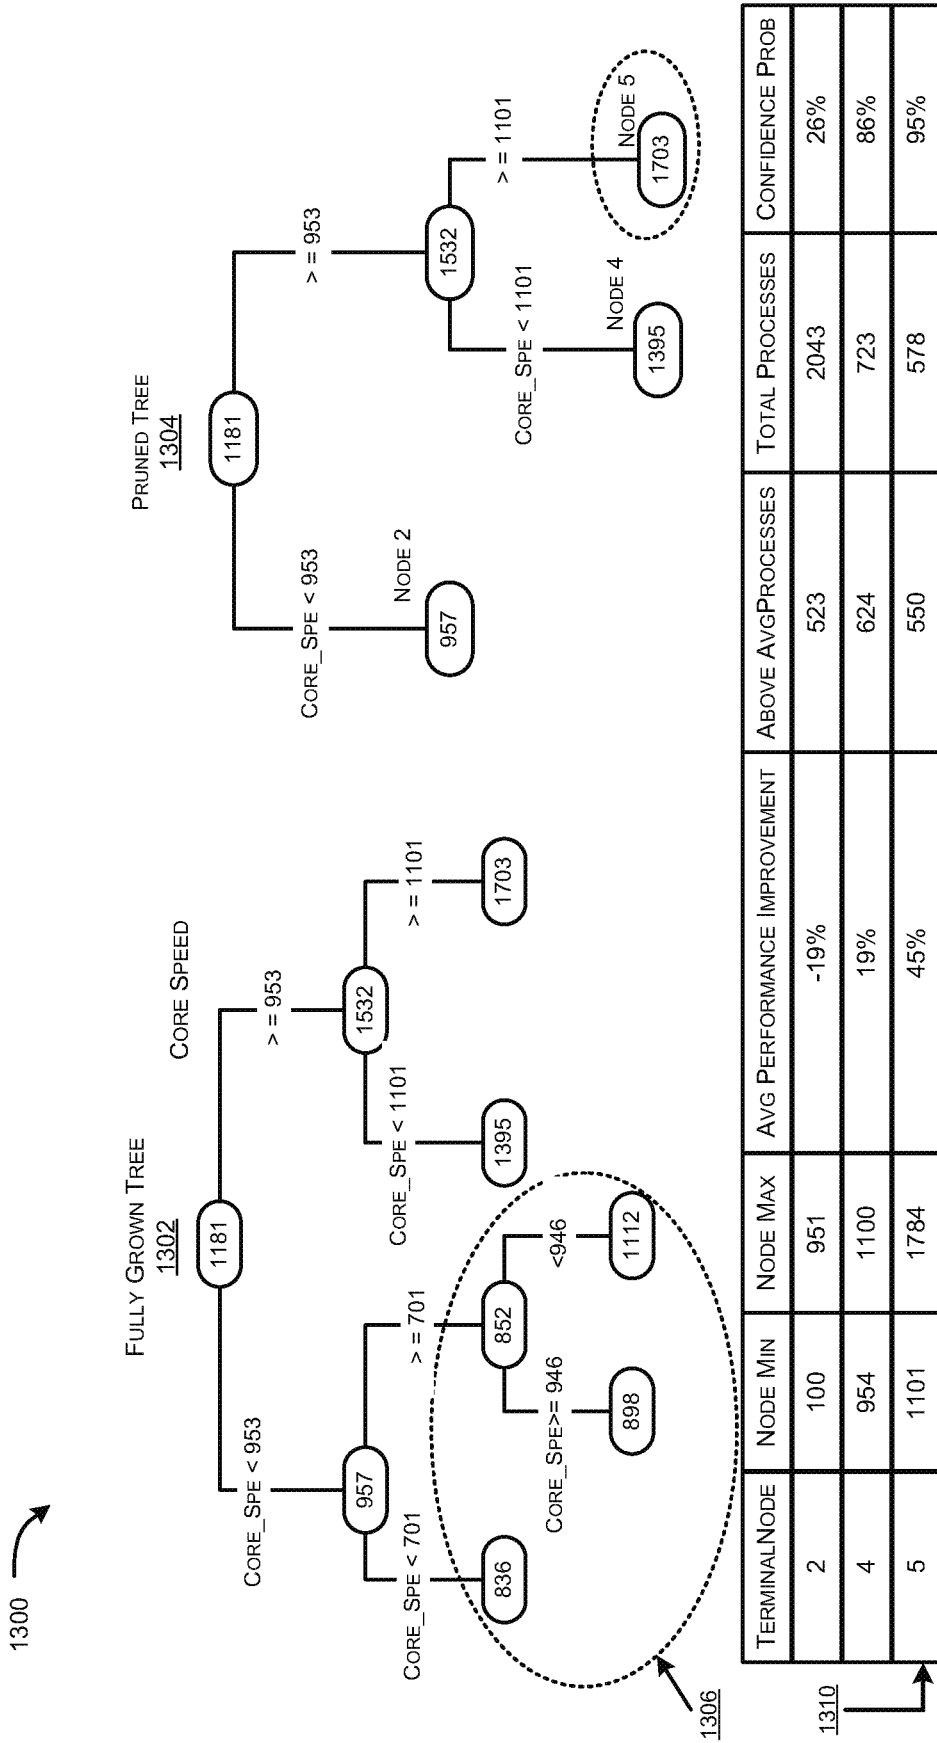 1300
FULLY GROWN TREE
1302
CORE SPEED
1181
CORE_SPE < 953
> = 953
957
1532
CORE_SPE < 701
> = 701
CORE_SPE < 1101
> = 1101
836
852
1395
1703
CORE_SPE>= 946
<946
898
1112
1306
PRUNED TREE
1304
1181
CORE_SPE < 953
> = 953
NODE 2
957
1532
CORE_SPE < 1101
> = 1101
NODE 4
NODE 5
1395
1703
TERMINALNODE NODE MIN NODE MAX AVG PERFORMANCE IMPROVEMENT ABOVE AVGPROCESSES TOTAL PROCESSES CONFIDENCE PROB
2 100 951 -19% 523 2043 26%
4 954 1100 19% 624 723 86%
5 1101 1784 45% 550 578 95%
1310